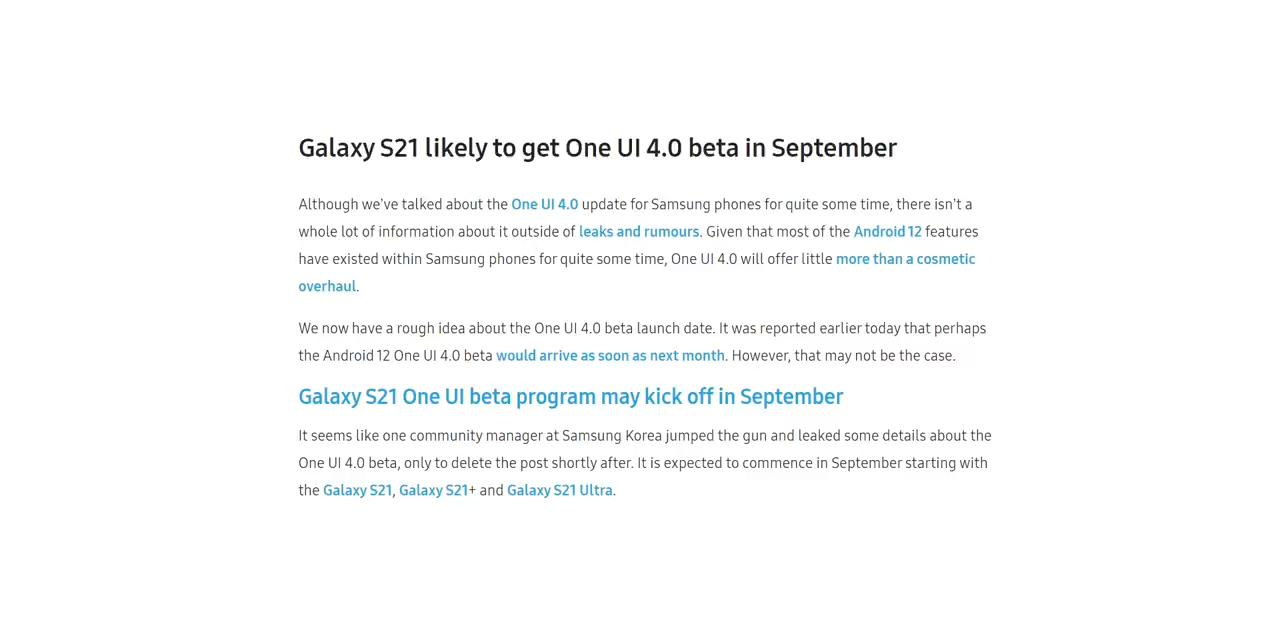 Galaxy S21 likely to get One UI 4.0 beta in September
Although we've talked about the One UI 4.0 update for Samsung phones for quite some time, there isn't a
whole lot of information about it outside of leaks and rumours. Given that most of the Android 12 features
have existed within Samsung phones for quite some time, One UI 4.0 will offer little more than a cosmetic
overhaul.
We now have a rough idea about the One UI 4.0 beta launch date. It was reported earlier today that perhaps
the Android 12 One UI 4.0 beta would arrive as soon as next month. However, that may not be the case.
Galaxy S21 One UI beta program may kick off in September
It seems like one community manager at Samsung Korea jumped the gun and leaked some details about the
One UI 4.0 beta, only to delete the post shortly after. It is expected to commence in September starting with
the Galaxy S21, Galaxy S21+ and Galaxy S21 Ultra.